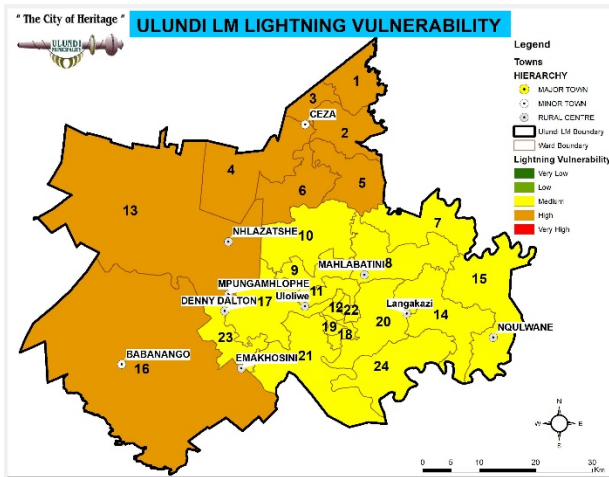 " The City of Heritage "
ULUNDI MUNICIPALITY
ULUNDI LM LIGHTNING VULNERABILITY
Legend
Towns
HIERARCHY
MAJOR TOWN
MINOR TOWN
RURAL CENTRE
Ulundi LM Boundary
Ward Boundary
Lightning Vulnerability
Very Low
Low
Medium
High
Very High
1
3
CEZA
2
4
6
5
13
7
10
NHLAZATSHE
MAHLABATINI
8
15
9
MPUNGAMHLOPHE
17
Uloliwe
11
DENNY DALTON
12
22
Langakazi
14
20
19
18
23
NQULWANE
BABANANGO
16
EMAKHOSINI
21
24
N
W
E
S
0 5 10 20 30
Km